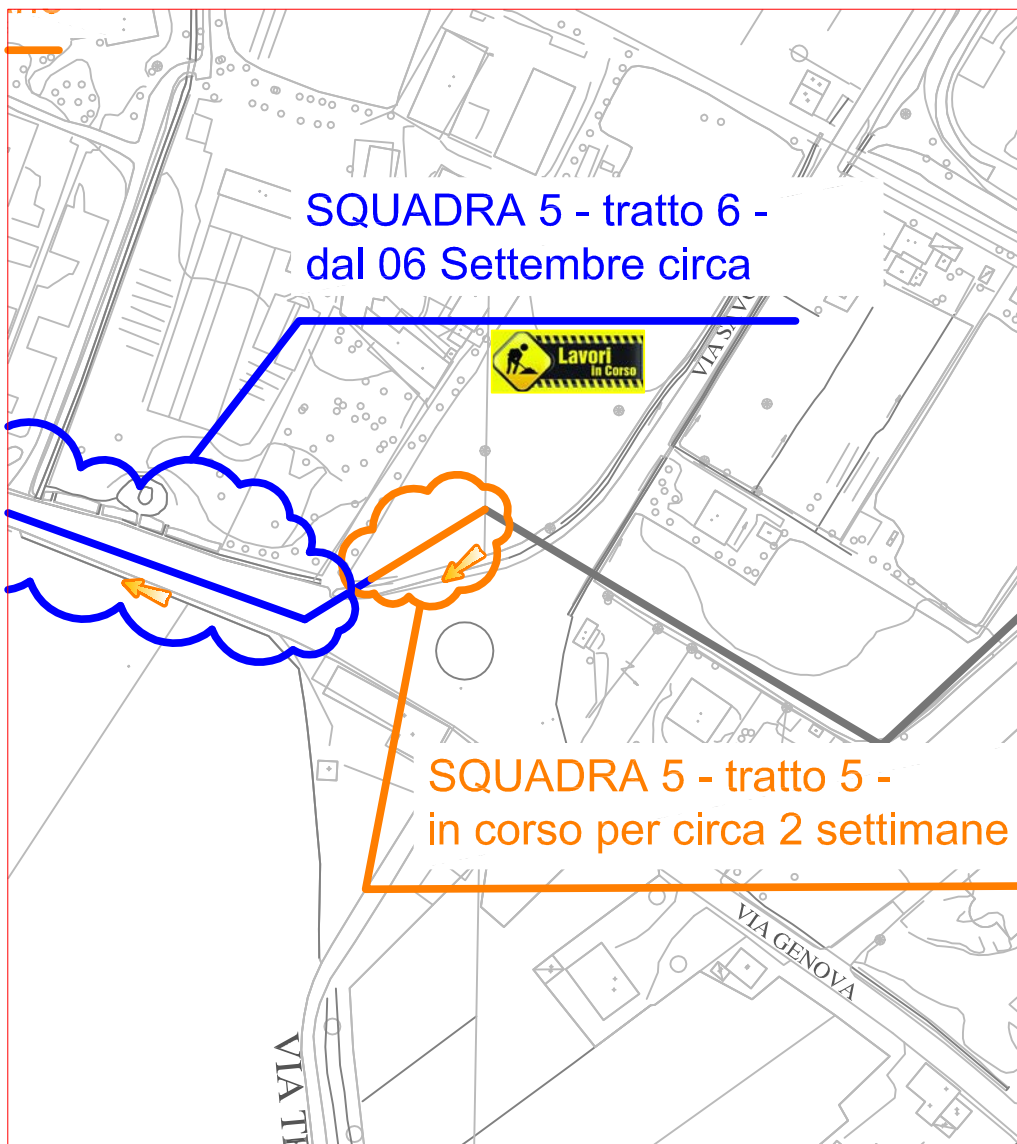 SQUADRA 5 - tratto 6 -
dal 06 Settembre circa
Lavori
in Corso
SQUADRA 5 - tratto 5 -
in corso per circa 2 settimane
VIA GENOVA
VIA